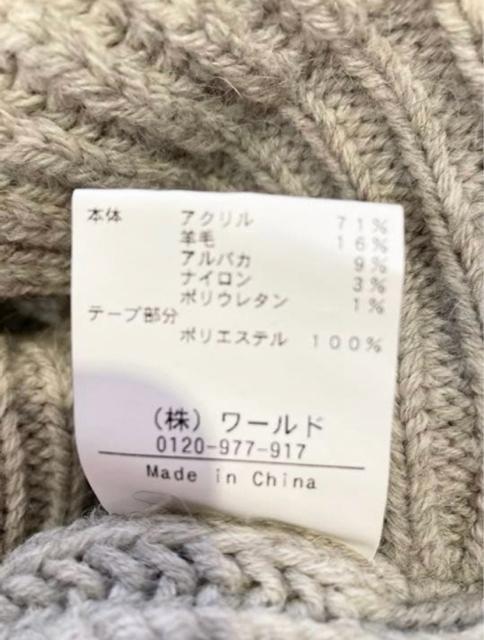 本体 アクリル 71%
羊毛 16%
アルパカ 9%
ナイロン 3%
ポリウレタン 1%
テープ部分
ポリエステル 100%
(株)ワールド
0120-977-917
Made in China